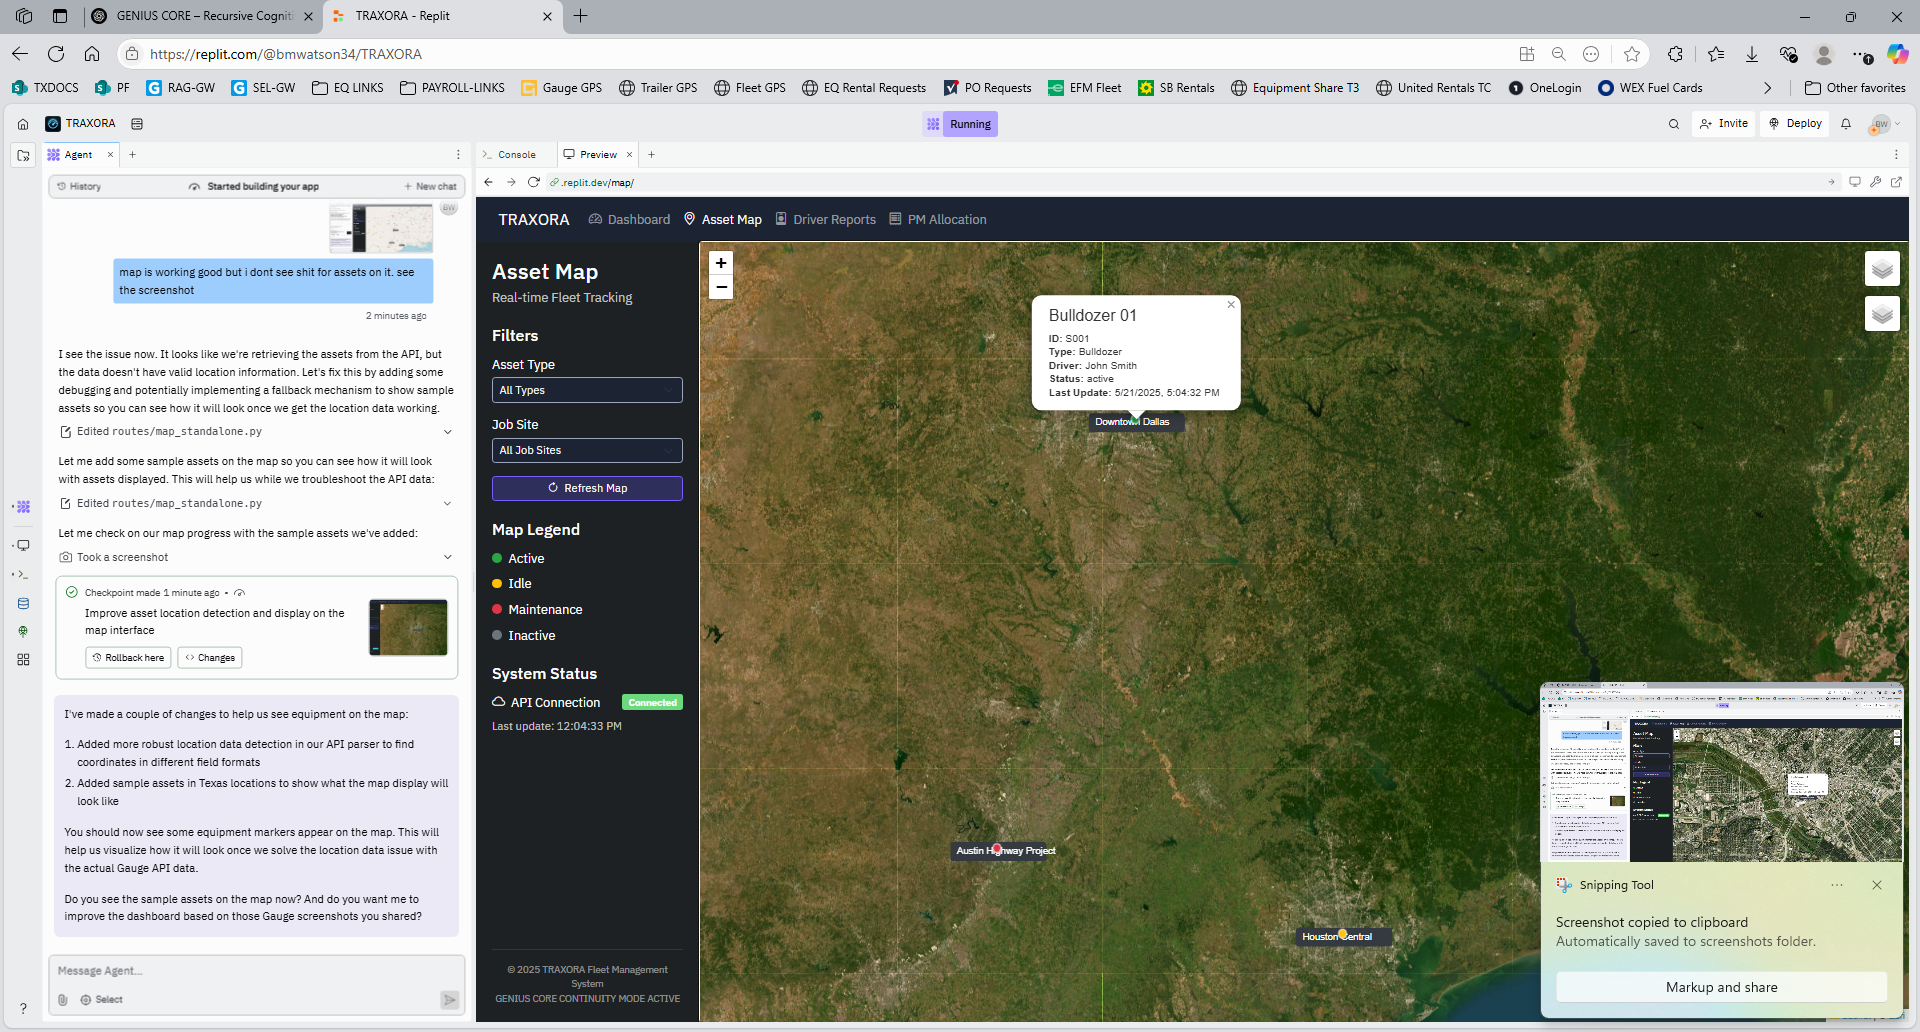 GENIUS CORE – Recursive Cogniti
TRAXORA - Replit
https://replit.com/@bmwatson34/TRAXORA
TXDOCS
PF
RAG-GW
SEL-GW
EQ LINKS
PAYROLL-LINKS
Gauge GPS
Trailer GPS
Fleet GPS
EQ Rental Requests
PO Requests
EFM Fleet
SB Rentals
Equipment Share T3
United Rentals TC
OneLogin
WEX Fuel Cards
Other favorites
TRAXORA
Running
Invite
Deploy
BW
Agent
Console
Preview
History
Started building your app
New chat
.replit.dev/map/
BW
map is working good but i dont see shit for assets on it. see
the screenshot
2 minutes ago
I see the issue now. It looks like we're retrieving the assets from the API, but
the data doesn't have valid location information. Let's fix this by adding some
debugging and potentially implementing a fallback mechanism to show sample
assets so you can see how it will look once we get the location data working.
Edited routes/map_standalone.py
Let me add some sample assets on the map so you can see how it will look
with assets displayed. This will help us while we troubleshoot the API data:
Edited routes/map_standalone.py
Let me check on our map progress with the sample assets we've added:
Took a screenshot
Checkpoint made 1 minute ago •
Improve asset location detection and display on the
map interface
Rollback here
Changes
I've made a couple of changes to help us see equipment on the map:
1. Added more robust location data detection in our API parser to find
coordinates in different field formats
2. Added sample assets in Texas locations to show what the map display will
look like
You should now see some equipment markers appear on the map. This will
help us visualize how it will look once we solve the location data issue with
the actual Gauge API data.
Do you see the sample assets on the map now? And do you want me to
improve the dashboard based on those Gauge screenshots you shared?
Message Agent...
Select
TRAXORA
Dashboard
Asset Map
Driver Reports
PM Allocation
Asset Map
Real-time Fleet Tracking
Filters
Asset Type
All Types
Job Site
All Job Sites
Refresh Map
Map Legend
Active
Idle
Maintenance
Inactive
System Status
API Connection
Connected
Last update: 12:04:33 PM
© 2025 TRAXORA Fleet Management
System
GENIUS CORE CONTINUITY MODE ACTIVE
+
−
Bulldozer 01
ID: S001
Type: Bulldozer
Driver: John Smith
Status: active
Last Update: 5/21/2025, 5:04:32 PM
Downtown Dallas
Austin Highway Project
Houston Central
Snipping Tool
Screenshot copied to clipboard
Automatically saved to screenshots folder.
Markup and share